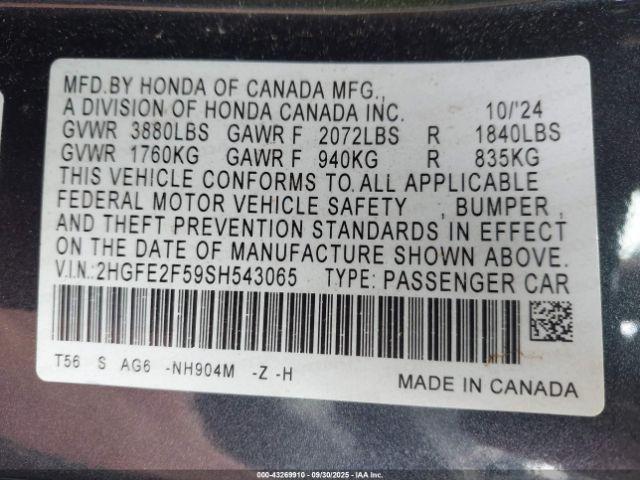 MFD.BY HONDA OF CANADA MFG.,
A DIVISION OF HONDA CANADA INC. 10/'24
GVWR 3880LBS GAWR F 2072LBS R 1840LBS
GVWR 1760KG GAWR F 940KG R 835KG
THIS VEHICLE CONFORMS TO ALL APPLICABLE
FEDERAL MOTOR VEHICLE SAFETY , BUMPER ,
AND THEFT PREVENTION STANDARDS IN EFFECT
ON THE DATE OF MANUFACTURE SHOWN ABOVE.
V.I.N.:2HGFE2F59SH543065 TYPE: PASSENGER CAR
T56 S AG6 -NH904M -Z -H
MADE IN CANADA
000-43269910 | 09/30/2025 | IAA Inc.